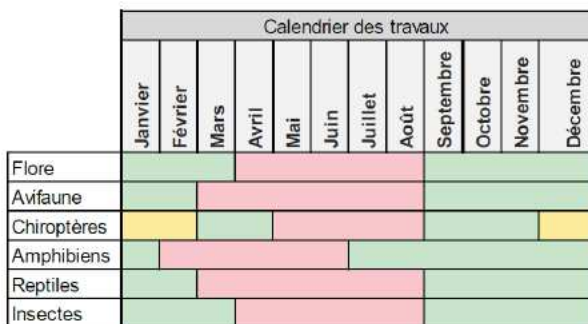 Calendrier des travaux
Janvier Février Mars Avril Mai Juin Juillet Août Septembre Octobre Novembre Décembre
Flore
Avifaune
Chiroptères
Amphibiens
Reptiles
Insectes